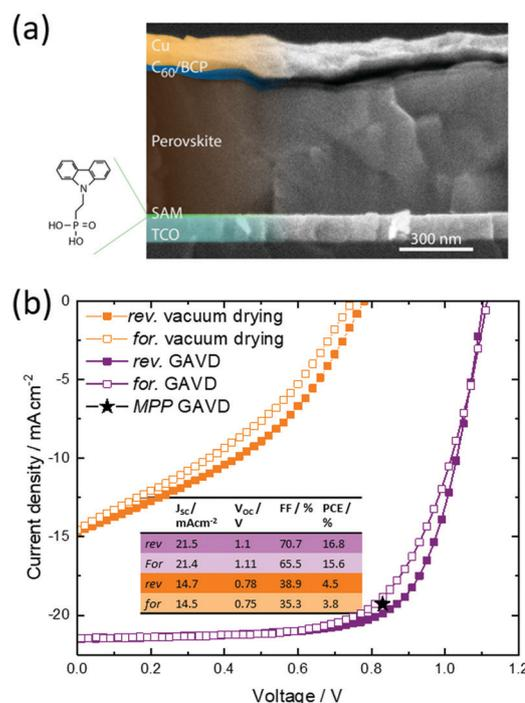 (a)
Cu
C₆₀/BCP
Perovskite
SAM
TCO
300 nm
N
HO
P
O
HO
(b)
rev. vacuum drying
for. vacuum drying
rev. GAVD
for. GAVD
MPP GAVD
Current density / mAcm⁻²
0
-5
-10
-15
-20
J_SC / mAcm⁻² V_OC / V FF / % PCE / %
rev 21.5 1.1 70.7 16.8
For 21.4 1.11 65.5 15.6
rev 14.7 0.78 38.9 4.5
for 14.5 0.75 35.3 3.8
0.0 0.2 0.4 0.6 0.8 1.0 1.2
Voltage / V